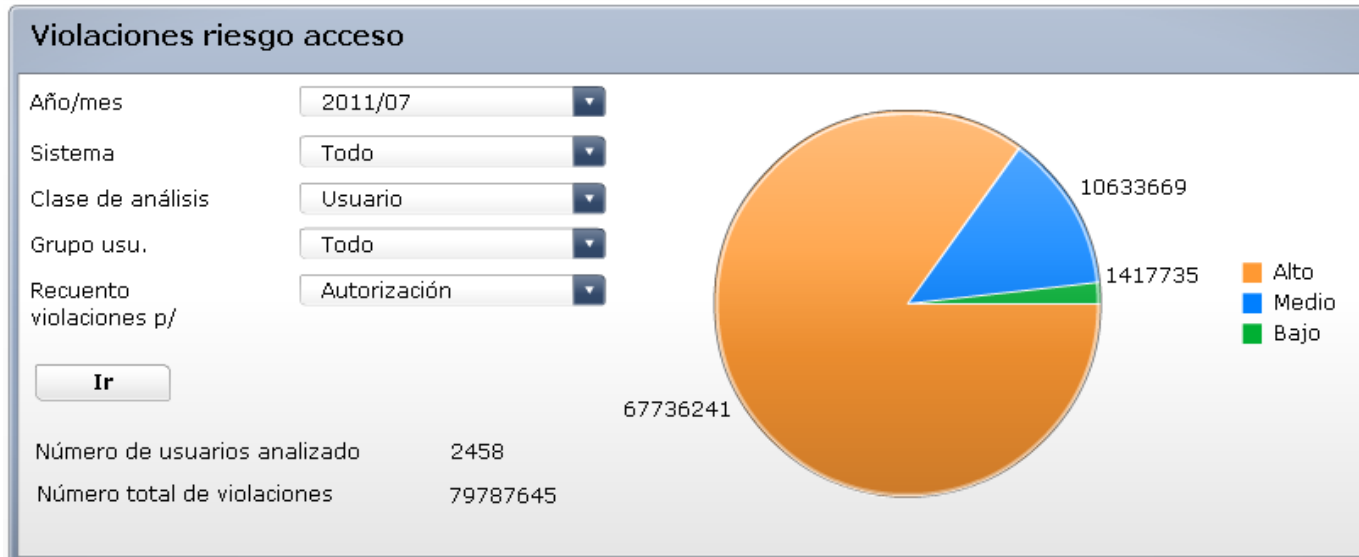 Violaciones riesgo acceso
Año/mes
2011/07
Sistema
Todo
Clase de análisis
Usuario
Grupo usu.
Todo
Recuento
violaciones p/
Autorización
Ir
Número de usuarios analizado
2458
Número total de violaciones
79787645
10633669
1417735
67736241
Alto
Medio
Bajo